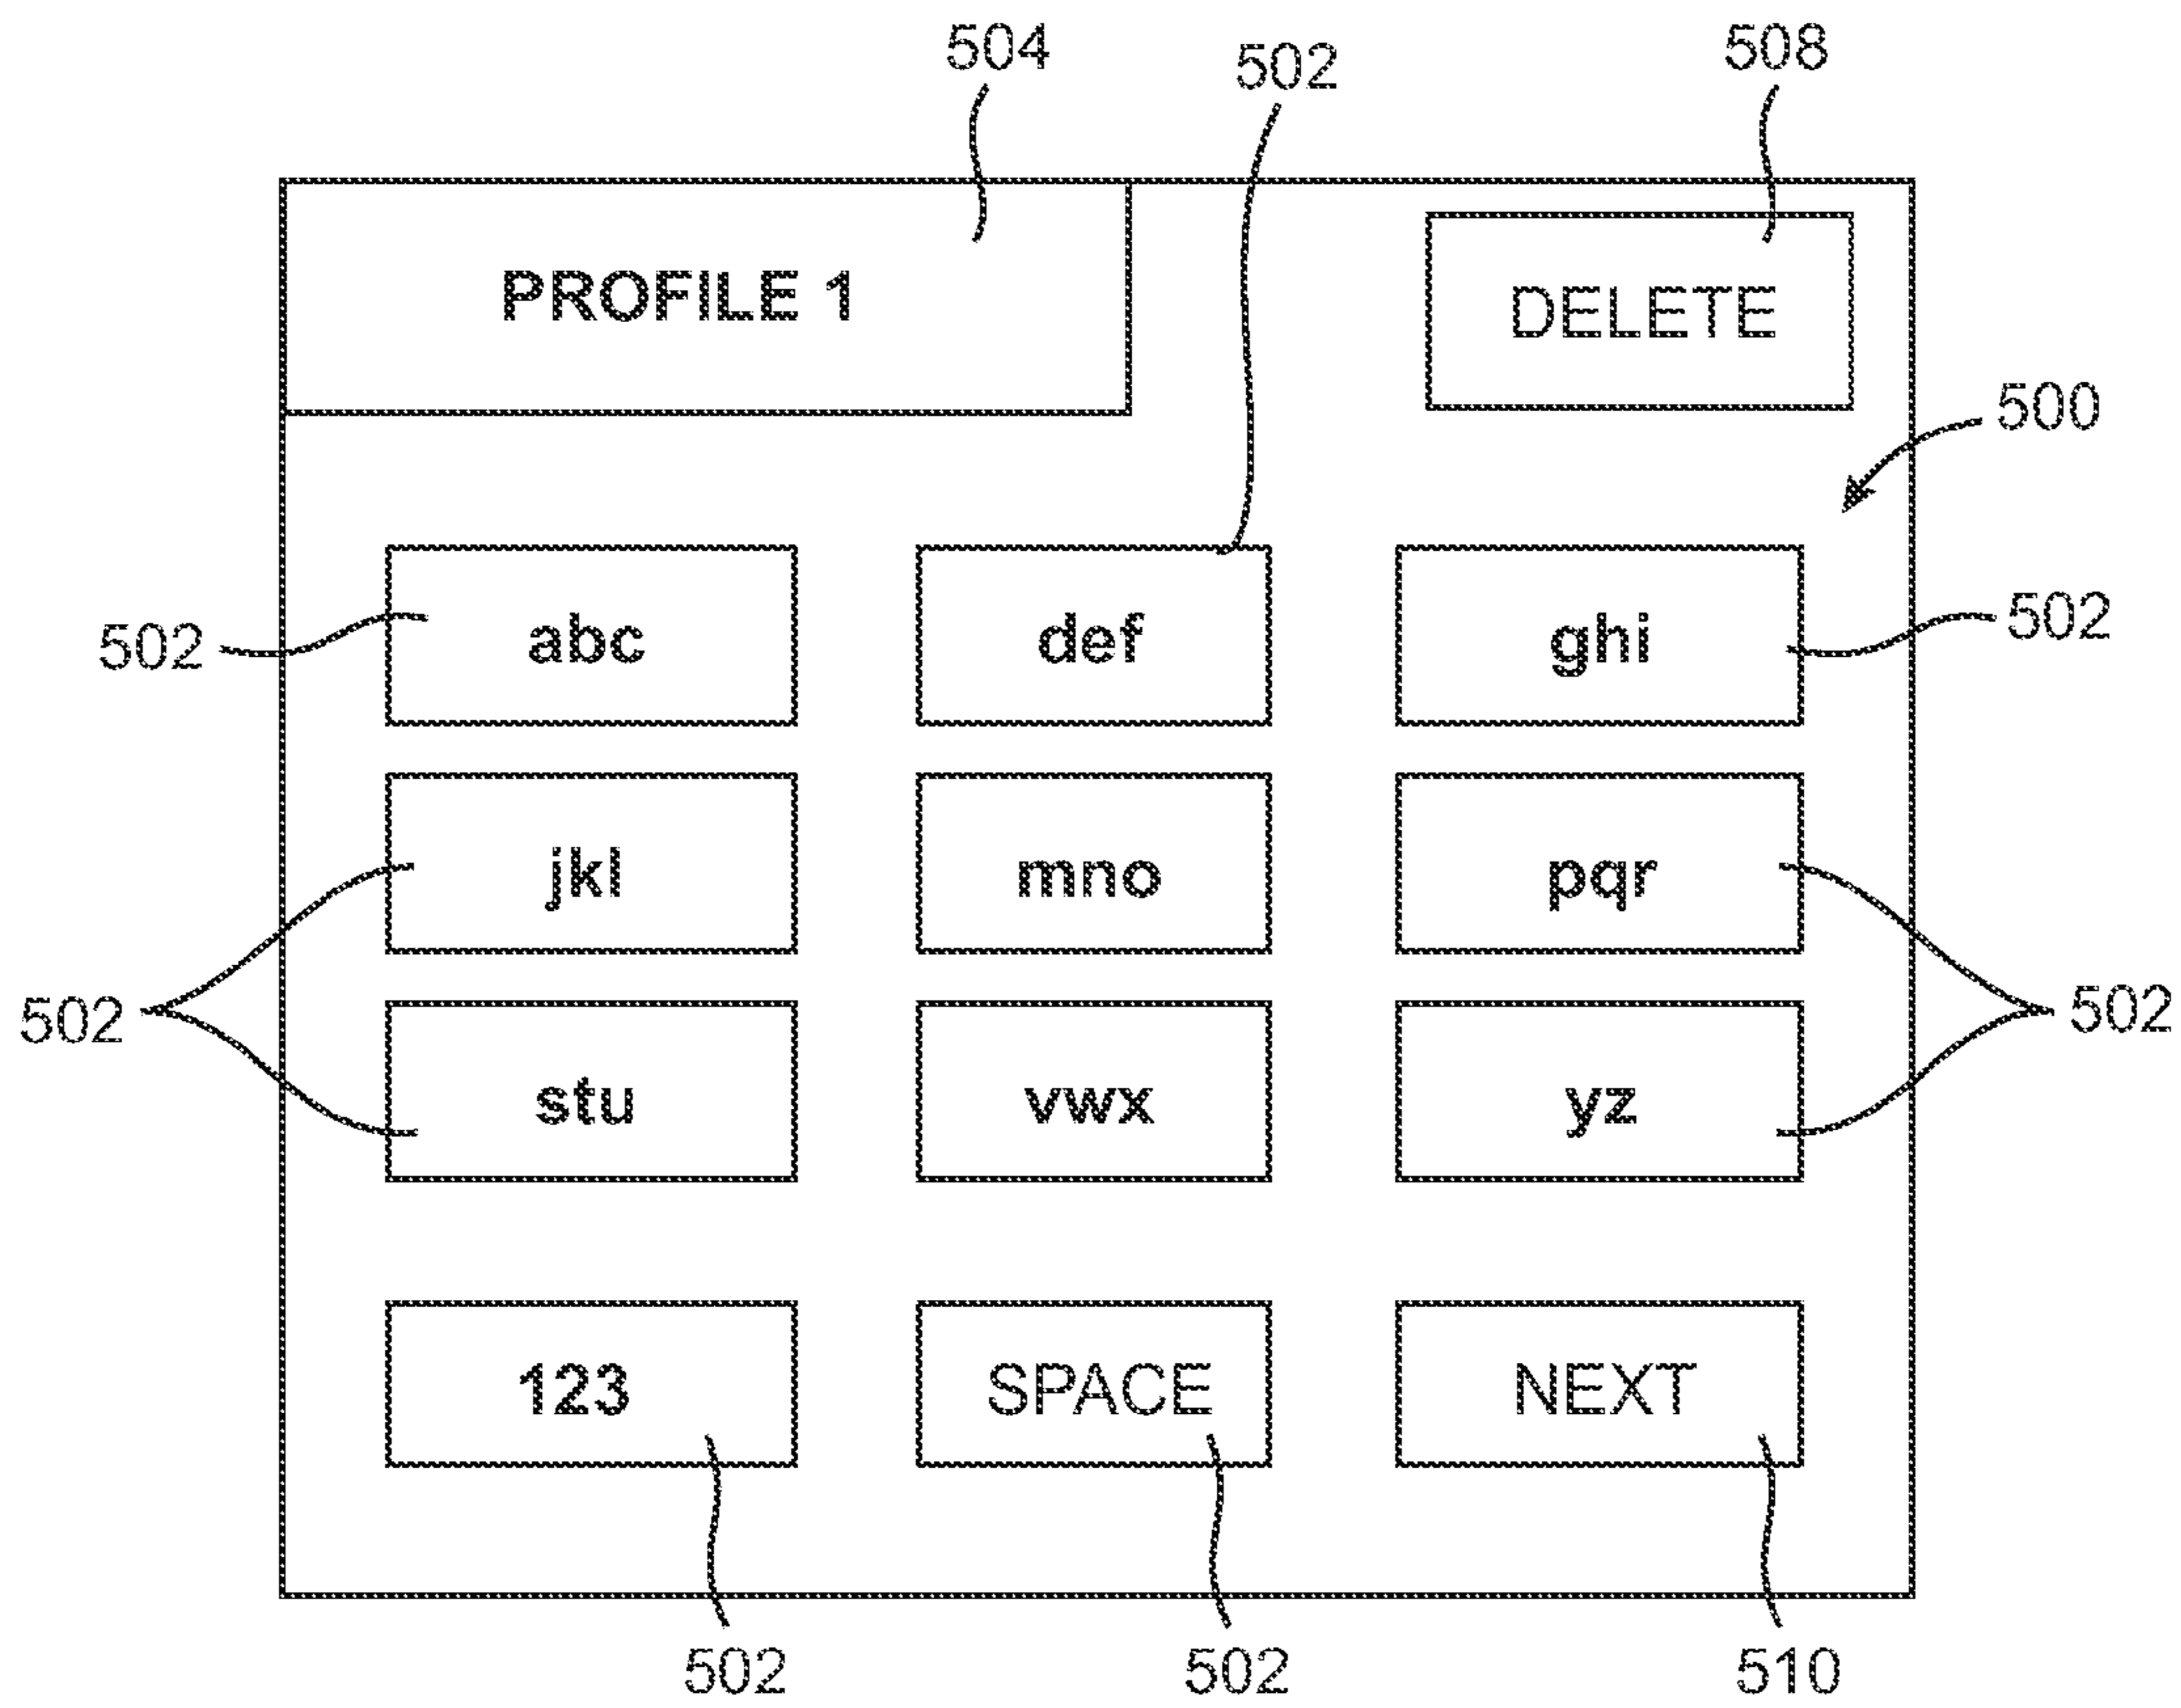 504
502
508
PROFILE 1
DELETE
500
502
abc
def
ghi
502
jkl
mno
pqr
502
502
stu
vwx
yz
123
SPACE
NEXT
502
502
510